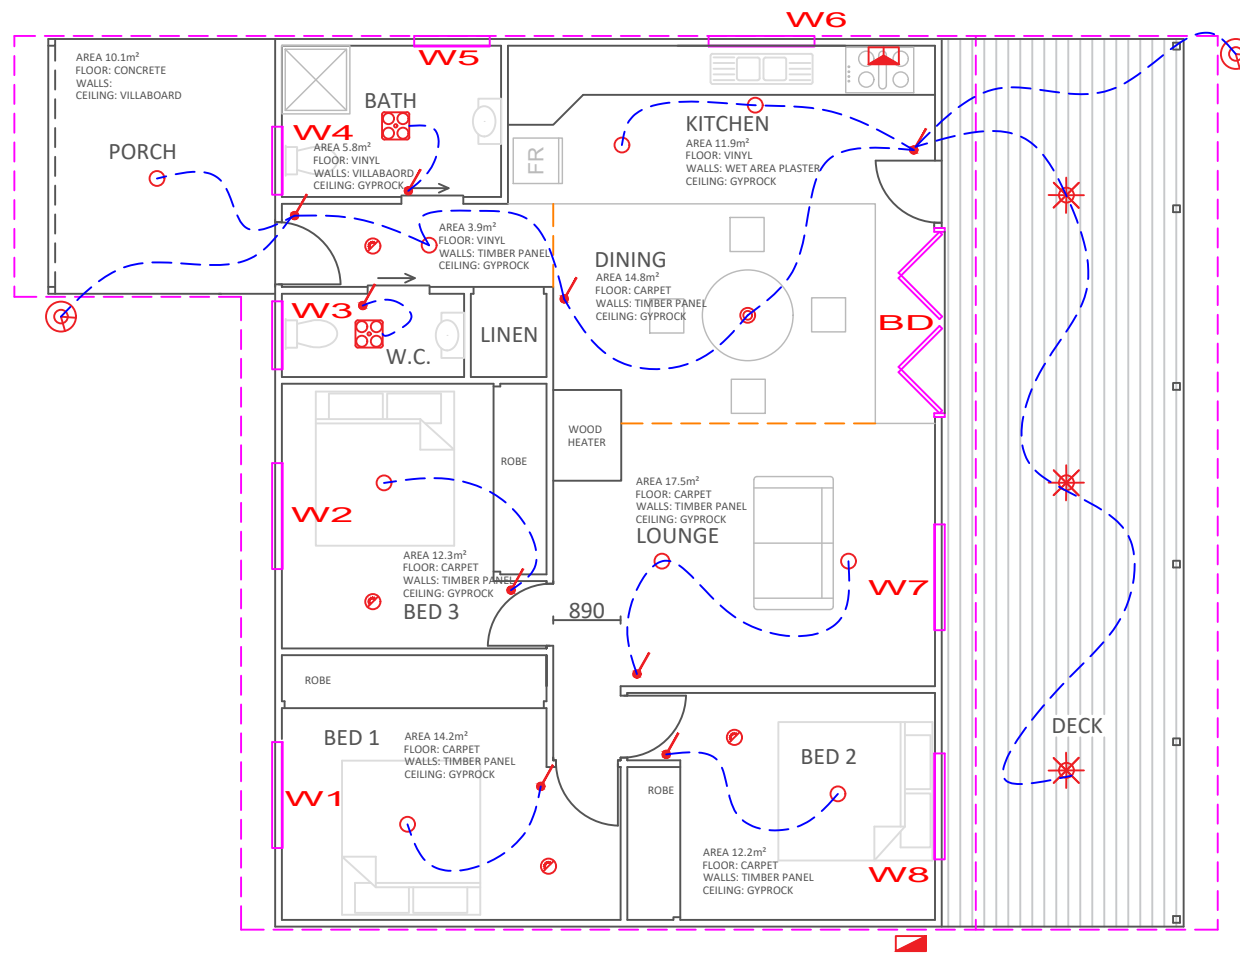 W6
W5
AREA 10.1m²
FLOOR: CONCRETE
WALLS:
CEILING: VILLABOARD
PORCH
BATH
W4
AREA 5.8m²
FLOOR: VINYL
WALLS: VILLABAORD
CEILING: GYPROCK
FR
KITCHEN
AREA 11.9m²
FLOOR: VINYL
WALLS: WET AREA PLASTER
CEILING: GYPROCK
AREA 3.9m²
FLOOR: VINYL
WALLS: TIMBER PANEL
CEILING: GYPROCK
DINING
AREA 14.8m²
FLOOR: CARPET
WALLS: TIMBER PANEL
CEILING: GYPROCK
W3
W.C.
LINEN
BD
WOOD
HEATER
ROBE
W2
AREA 17.5m²
FLOOR: CARPET
WALLS: TIMBER PANEL
CEILING: GYPROCK
LOUNGE
AREA 12.3m²
FLOOR: CARPET
WALLS: TIMBER PANEL
CEILING: GYPROCK
BED 3
890
W7
ROBE
BED 1
AREA 14.2m²
FLOOR: CARPET
WALLS: TIMBER PANEL
CEILING: GYPROCK
W1
DECK
BED 2
ROBE
AREA 12.2m²
FLOOR: CARPET
WALLS: TIMBER PANEL
CEILING: GYPROCK
W8